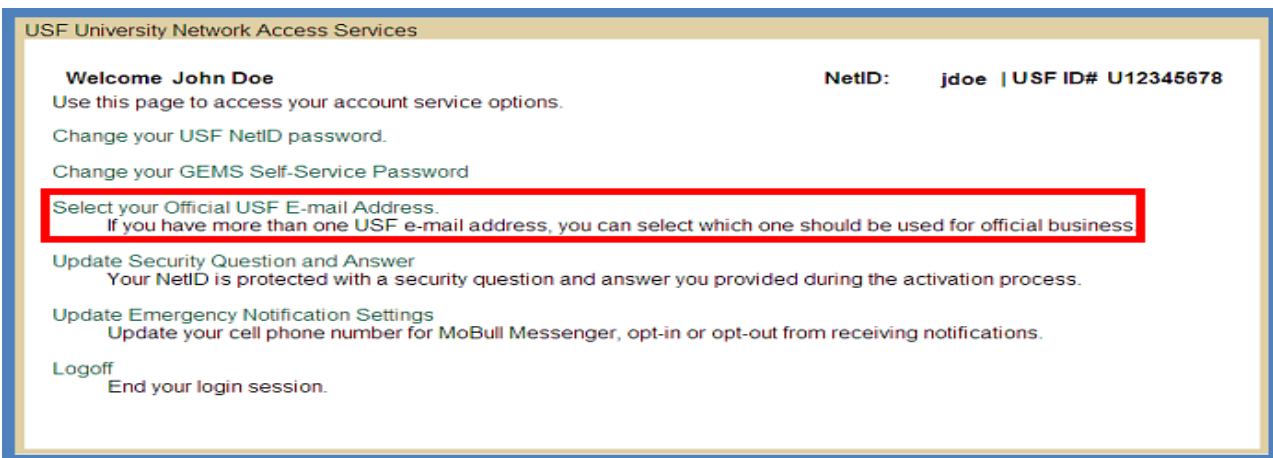 USF University Network Access Services
Welcome John Doe NetID: jdoe | USF ID# U12345678
Use this page to access your account service options.
Change your USF NetID password.
Change your GEMS Self-Service Password
Select your Official USF E-mail Address.
If you have more than one USF e-mail address, you can select which one should be used for official business.
Update Security Question and Answer
Your NetID is protected with a security question and answer you provided during the activation process.
Update Emergency Notification Settings
Update your cell phone number for MoBull Messenger, opt-in or opt-out from receiving notifications.
Logoff
End your login session.